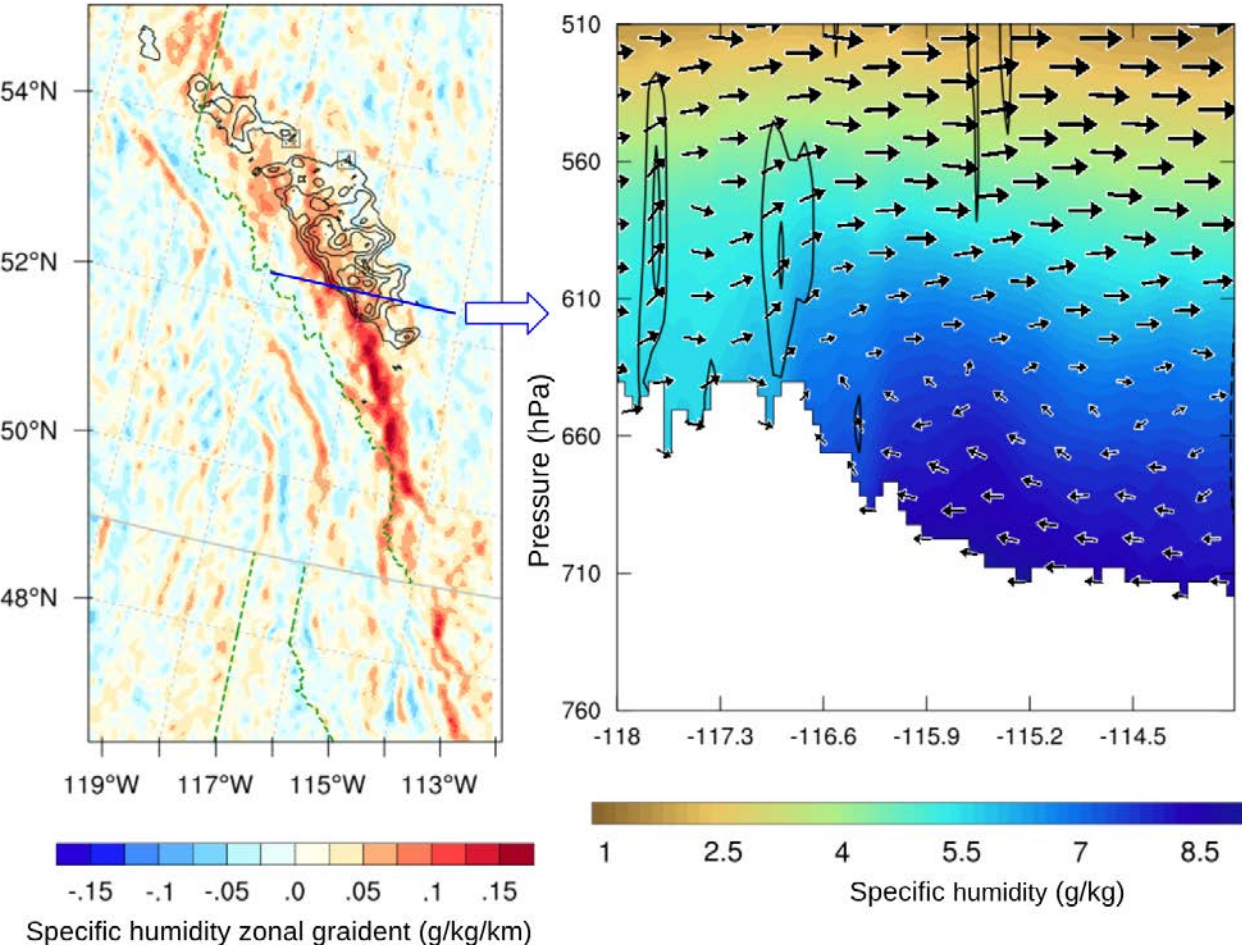 54°N
52°N
50°N
48°N
119°W 117°W 115°W 113°W
-.15 -.1 -.05 .0 .05 .1 .15
Specific humidity zonal graident (g/kg/km)
Pressure (hPa)
510
560
610
660
710
760
-118 -117.3 -116.6 -115.9 -115.2 -114.5
1 2.5 4 5.5 7 8.5
Specific humidity (g/kg)